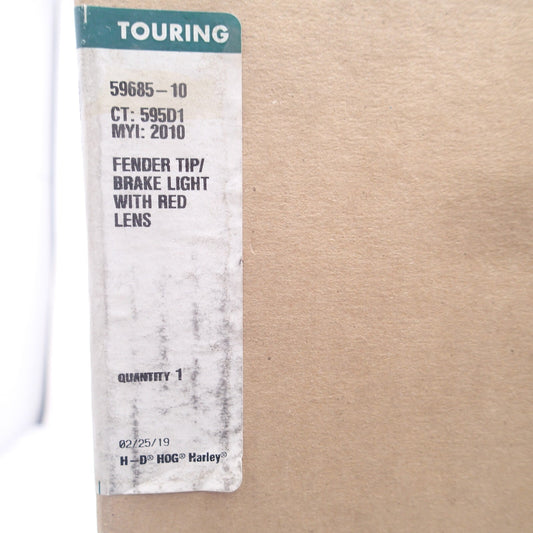 TOURING
59685-10
CT: 595D1
MYI: 2010
FENDER TIP/
BRAKE LIGHT
WITH RED
LENS
QUANTITY 1
02/25/19
H-D® HOG® Harley®